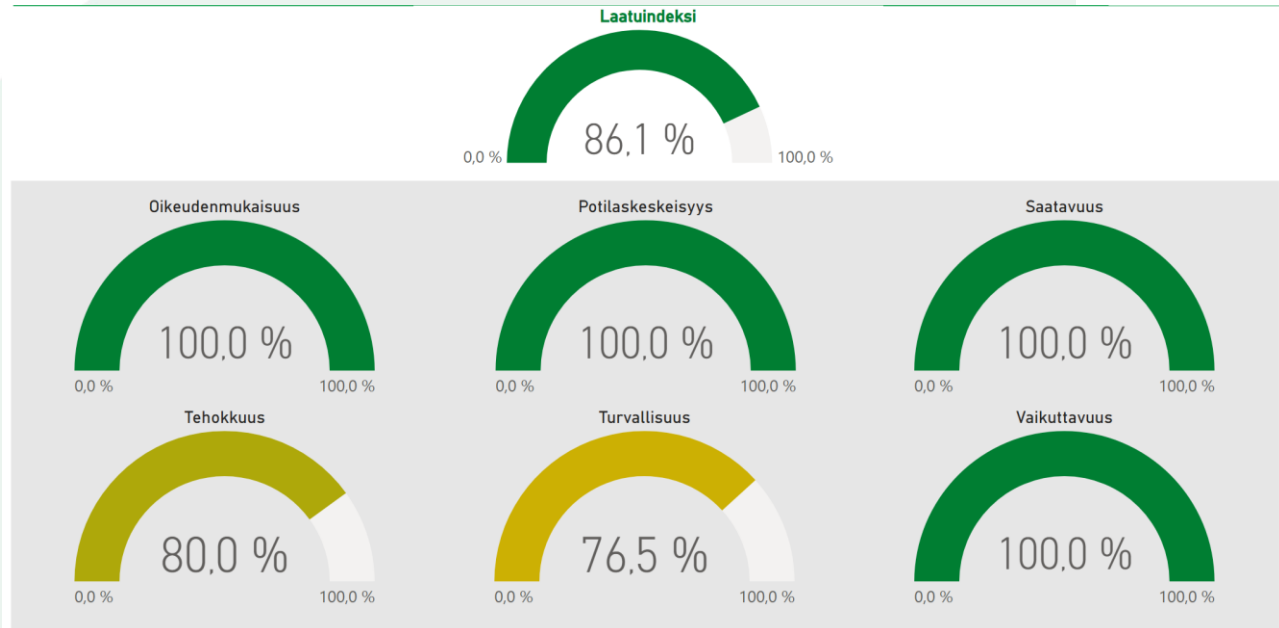 Laatuindeksi
86,1 %
0,0 % 100,0 %
Oikeudenmukaisuus Potilaskeskeisyys Saatavuus
100,0 % 100,0 % 100,0 %
0,0 % 100,0 % 0,0 % 100,0 % 0,0 % 100,0 %
Tehokkuus Turvallisuus Vaikuttavuus
80,0 % 76,5 % 100,0 %
0,0 % 100,0 % 0,0 % 100,0 % 0,0 % 100,0 %